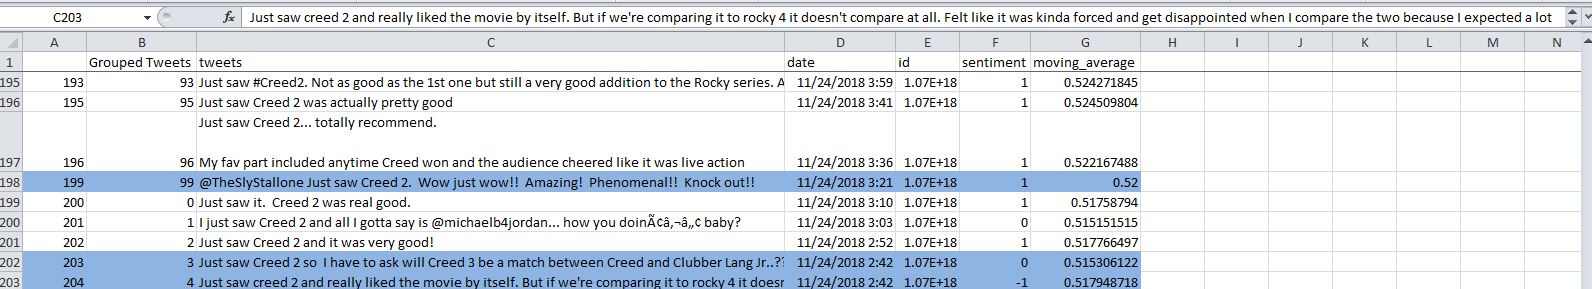 C203 fx Just saw creed 2 and really liked the movie by itself. But if we're comparing it to rocky 4 it doesn't compare at all. Felt like it was kinda forced and get disappointed when I compare the two because I expected a lot
A B C D E F G H I J K L M N
1 Grouped Tweets tweets date id sentiment moving_average
195 193 93 Just saw #Creed2. Not as good as the 1st one but still a very good addition to the Rocky series. A 11/24/2018 3:59 1.07E+18 1 0.524271845
196 195 95 Just saw Creed 2 was actually pretty good 11/24/2018 3:41 1.07E+18 1 0.524509804
Just saw Creed 2... totally recommend.
197 196 96 My fav part included anytime Creed won and the audience cheered like it was live action 11/24/2018 3:36 1.07E+18 1 0.522167488
198 199 99 @TheSlyStallone Just saw Creed 2. Wow just wow!! Amazing! Phenomenal!! Knock out!! 11/24/2018 3:21 1.07E+18 1 0.52
199 200 0 Just saw it. Creed 2 was real good. 11/24/2018 3:10 1.07E+18 1 0.51758794
200 201 1 I just saw Creed 2 and all I gotta say is @michaelb4jordan... how you doinÃ¢â‚¬â„¢ baby? 11/24/2018 3:03 1.07E+18 0 0.515151515
201 202 2 Just saw Creed 2 and it was very good! 11/24/2018 2:52 1.07E+18 1 0.517766497
202 203 3 Just saw Creed 2 so I have to ask will Creed 3 be a match between Creed and Clubber Lang Jr..?? 11/24/2018 2:42 1.07E+18 0 0.515306122
203 204 4 Just saw creed 2 and really liked the movie by itself. But if we're comparing it to rocky 4 it doesn 11/24/2018 2:42 1.07E+18 -1 0.517948718